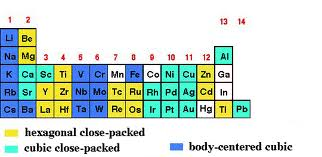 1 2 13 14
Li Be
Na Mg 3 4 5 6 7 8 9 10 11 12 Al
K Ca Sc Ti V Cr Mn Fe Co Ni Cu Zn Ga
Rb Sr Y Zr Nb Mo Tc Ru Rh Pd Ag Cd In
Cs Ba La Hf Ta W Re Os Ir Pt Au Hg Tl Pb
hexagonal close-packed
cubic close-packed body-centered cubic